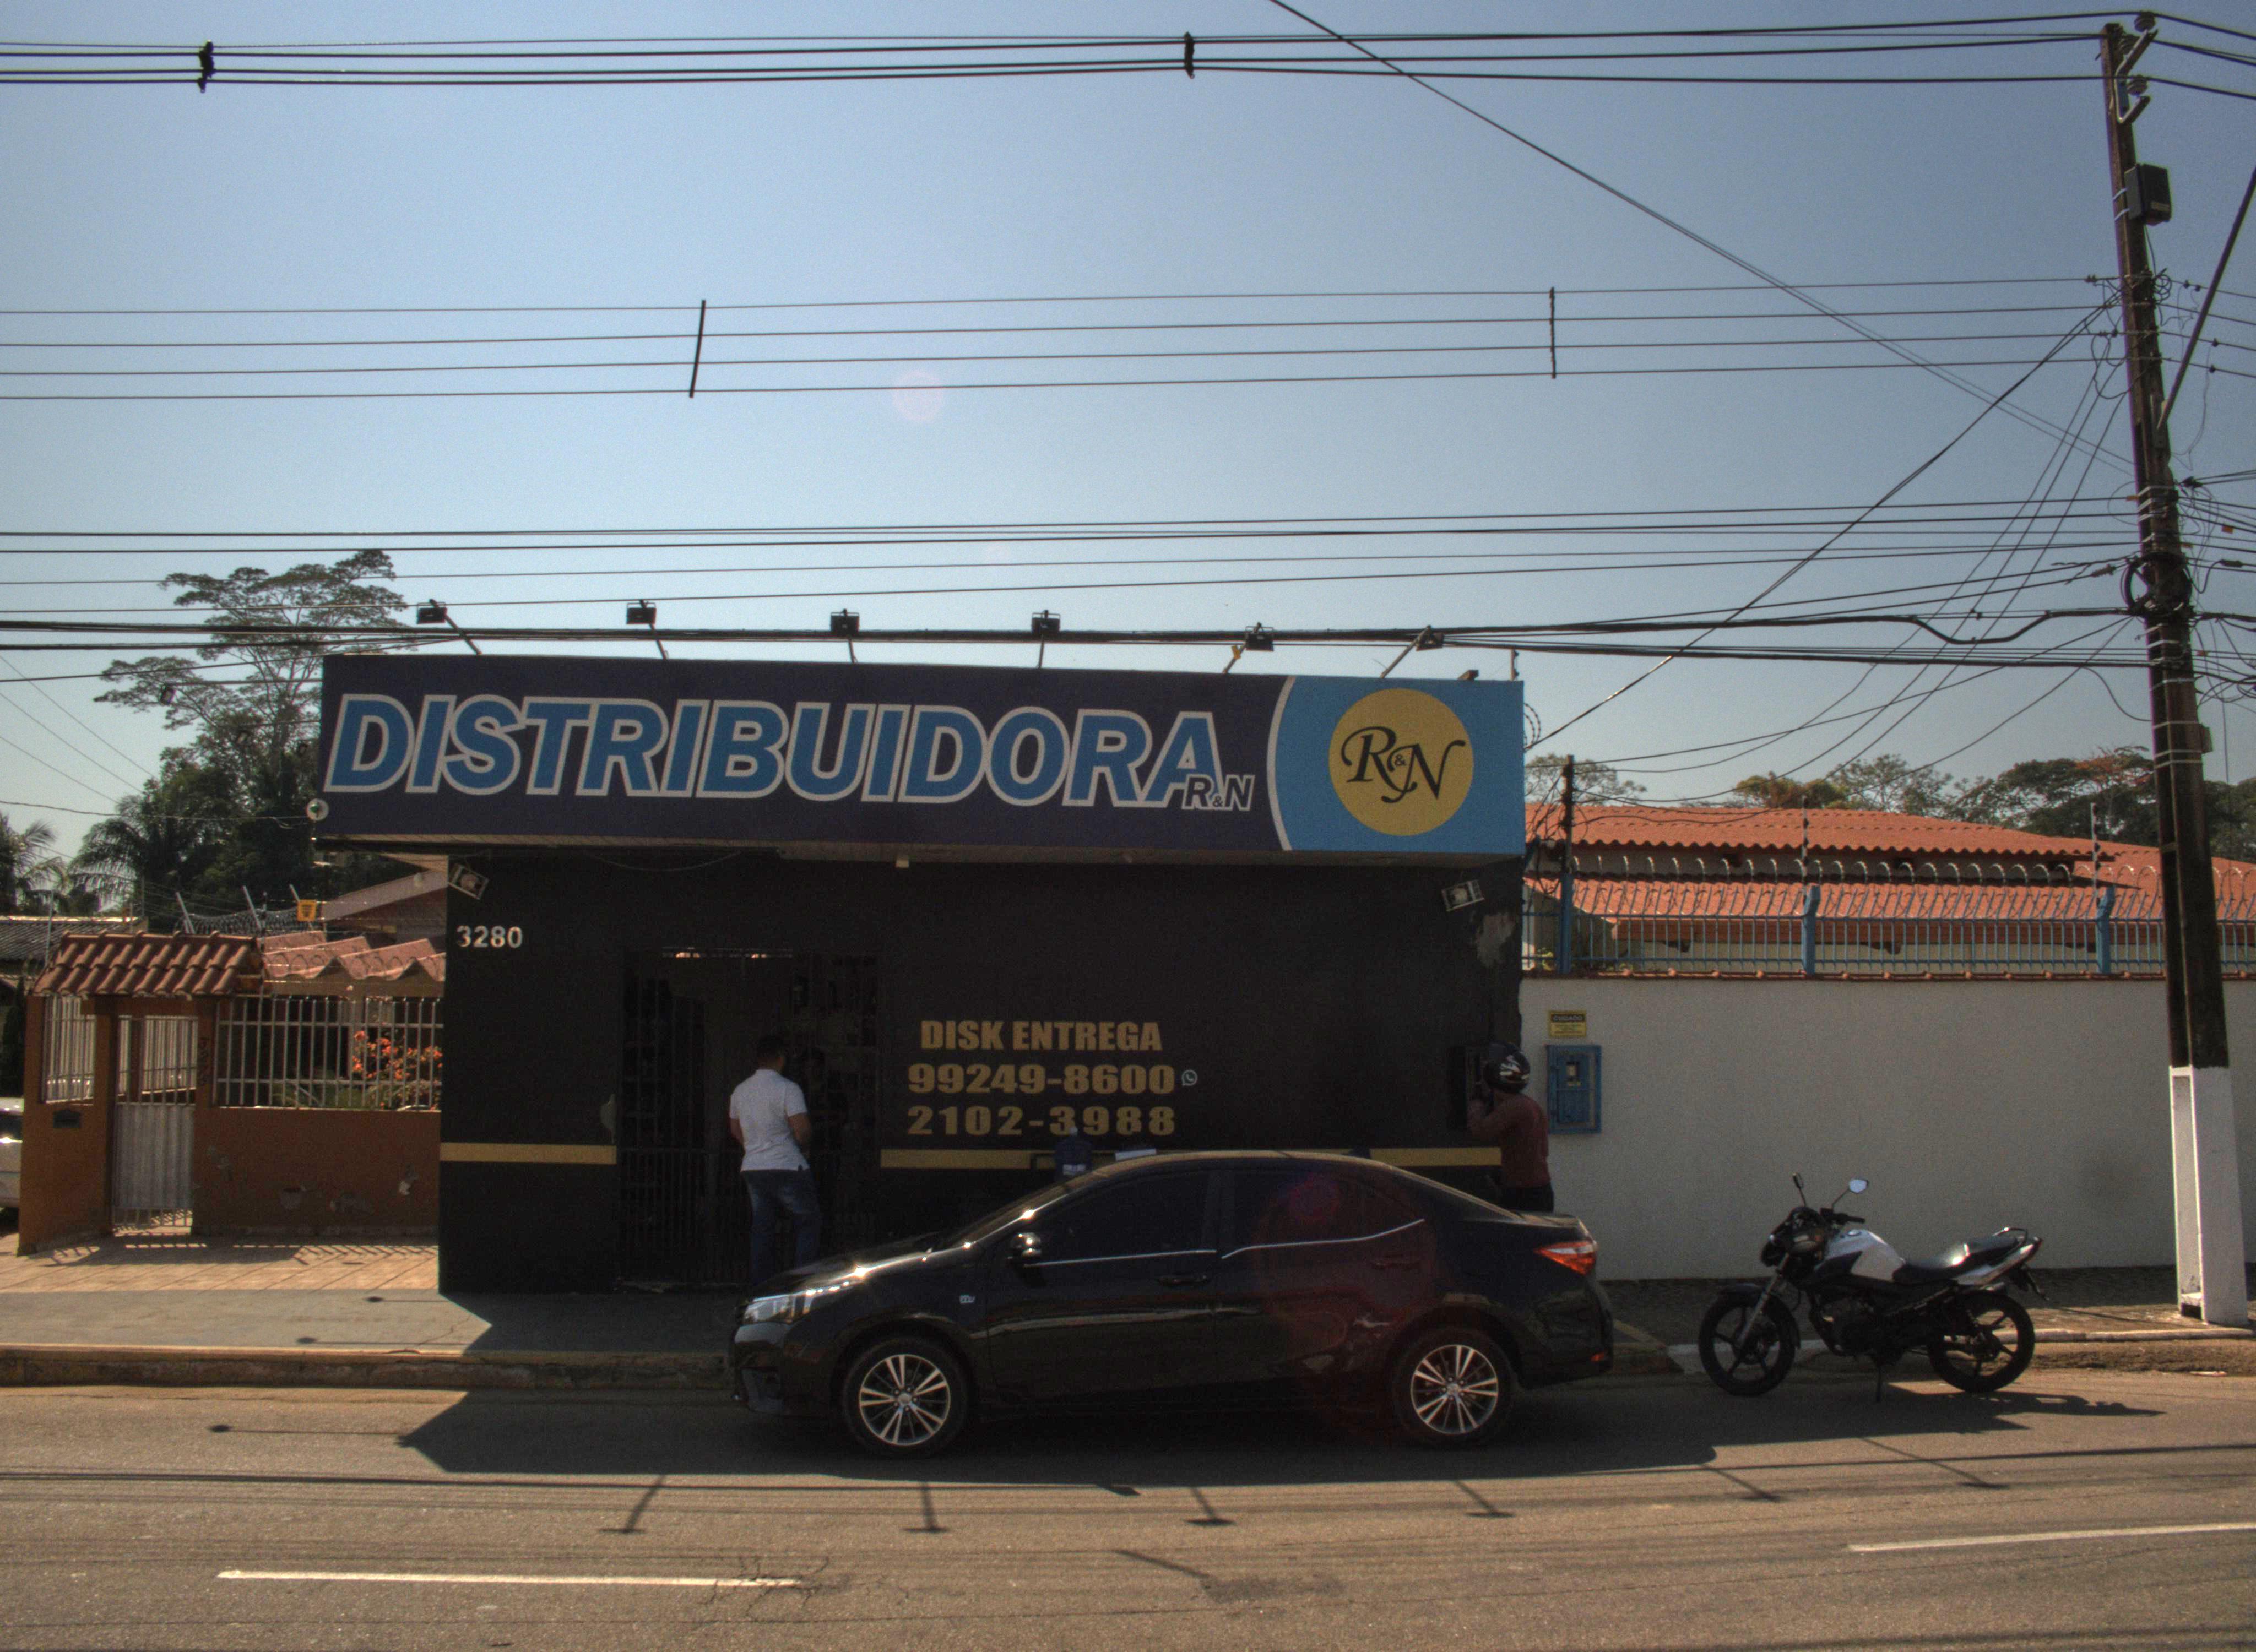 DISTRIBUIDORA
R&N
R&N
3280
DISK ENTREGA
99249-8600
2102-3988